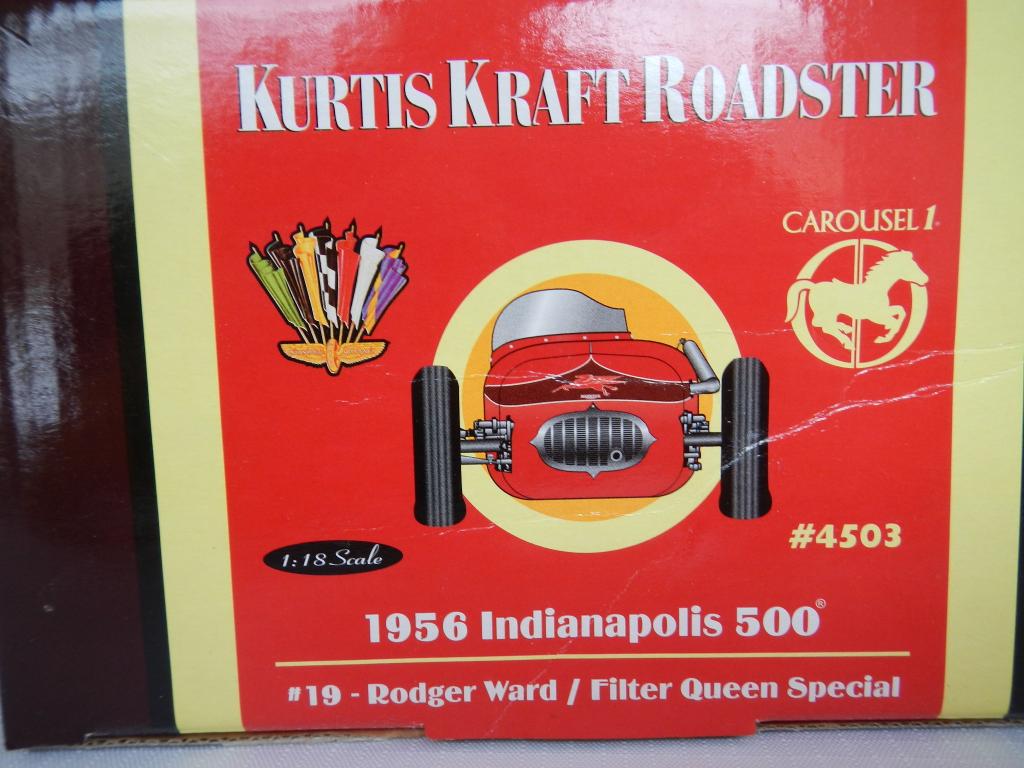 KURTIS KRAFT ROADSTER
CAROUSEL 1
#4503
1:18 Scale
1956 Indianapolis 500®
#19 - Rodger Ward / Filter Queen Special